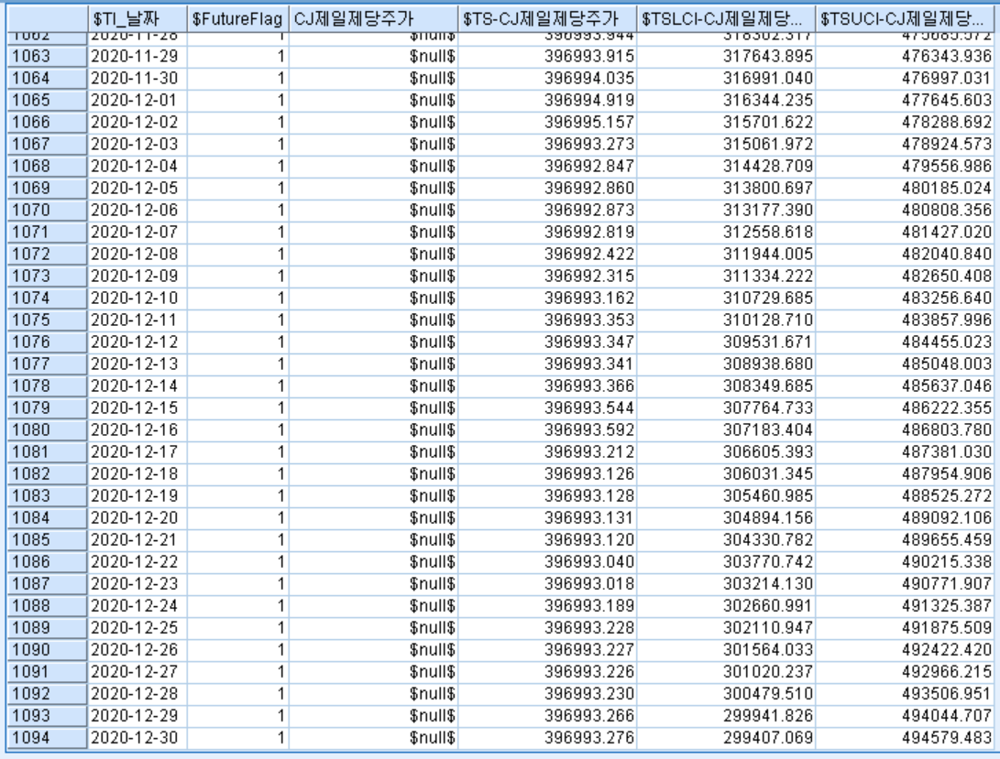 $TI_날짜 $FutureFlag CJ제일제당주가 $TS-CJ제일제당주가 $TSLCI-CJ제일제당... $TSUCI-CJ제일제당...
1062 2020-11-28 1 $null$ 396993.944 318302.317 475685.572
1063 2020-11-29 1 $null$ 396993.915 317643.895 476343.936
1064 2020-11-30 1 $null$ 396994.035 316991.040 476997.031
1065 2020-12-01 1 $null$ 396994.919 316344.235 477645.603
1066 2020-12-02 1 $null$ 396995.157 315701.622 478288.692
1067 2020-12-03 1 $null$ 396993.273 315061.972 478924.573
1068 2020-12-04 1 $null$ 396992.847 314428.709 479556.986
1069 2020-12-05 1 $null$ 396992.860 313800.697 480185.024
1070 2020-12-06 1 $null$ 396992.873 313177.390 480808.356
1071 2020-12-07 1 $null$ 396992.819 312558.618 481427.020
1072 2020-12-08 1 $null$ 396992.422 311944.005 482040.840
1073 2020-12-09 1 $null$ 396992.315 311334.222 482650.408
1074 2020-12-10 1 $null$ 396993.162 310729.685 483256.640
1075 2020-12-11 1 $null$ 396993.353 310128.710 483857.996
1076 2020-12-12 1 $null$ 396993.347 309531.671 484455.023
1077 2020-12-13 1 $null$ 396993.341 308938.680 485048.003
1078 2020-12-14 1 $null$ 396993.366 308349.685 485637.046
1079 2020-12-15 1 $null$ 396993.544 307764.733 486222.355
1080 2020-12-16 1 $null$ 396993.592 307183.404 486803.780
1081 2020-12-17 1 $null$ 396993.212 306605.393 487381.030
1082 2020-12-18 1 $null$ 396993.126 306031.345 487954.906
1083 2020-12-19 1 $null$ 396993.128 305460.985 488525.272
1084 2020-12-20 1 $null$ 396993.131 304894.156 489092.106
1085 2020-12-21 1 $null$ 396993.120 304330.782 489655.459
1086 2020-12-22 1 $null$ 396993.040 303770.742 490215.338
1087 2020-12-23 1 $null$ 396993.018 303214.130 490771.907
1088 2020-12-24 1 $null$ 396993.189 302660.991 491325.387
1089 2020-12-25 1 $null$ 396993.228 302110.947 491875.509
1090 2020-12-26 1 $null$ 396993.227 301564.033 492422.420
1091 2020-12-27 1 $null$ 396993.226 301020.237 492966.215
1092 2020-12-28 1 $null$ 396993.230 300479.510 493506.951
1093 2020-12-29 1 $null$ 396993.266 299941.826 494044.707
1094 2020-12-30 1 $null$ 396993.276 299407.069 494579.483